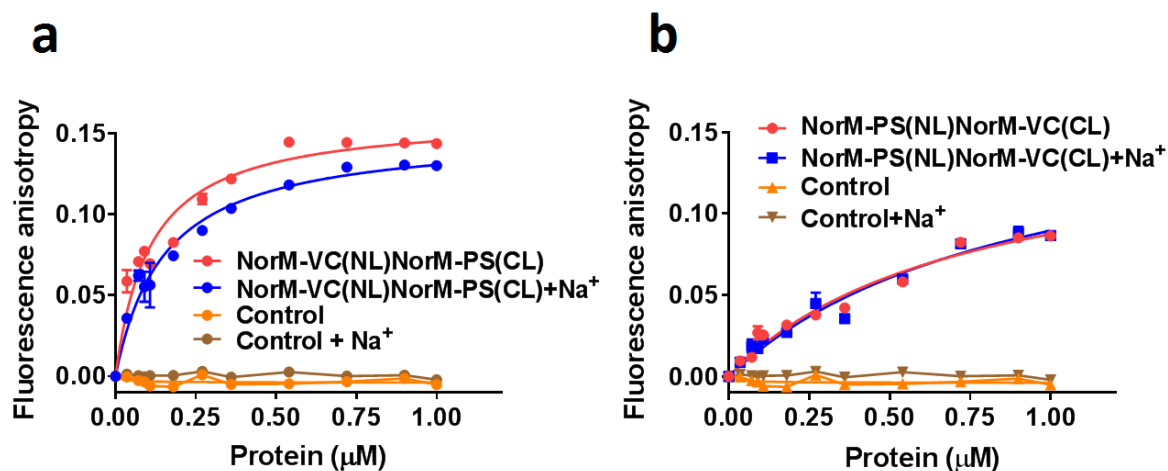 a
Fluorescence anisotropy
0.15
0.10
0.05
0.00
NorM-VC(NL)NorM-PS(CL)
NorM-VC(NL)NorM-PS(CL)+Na⁺
Control
Control + Na⁺
0.00 0.25 0.50 0.75 1.00
Protein (μM)
b
Fluorescence anisotropy
0.15
0.10
0.05
0.00
NorM-PS(NL)NorM-VC(CL)
NorM-PS(NL)NorM-VC(CL)+Na⁺
Control
Control+Na⁺
0.00 0.25 0.50 0.75 1.00
Protein (μM)